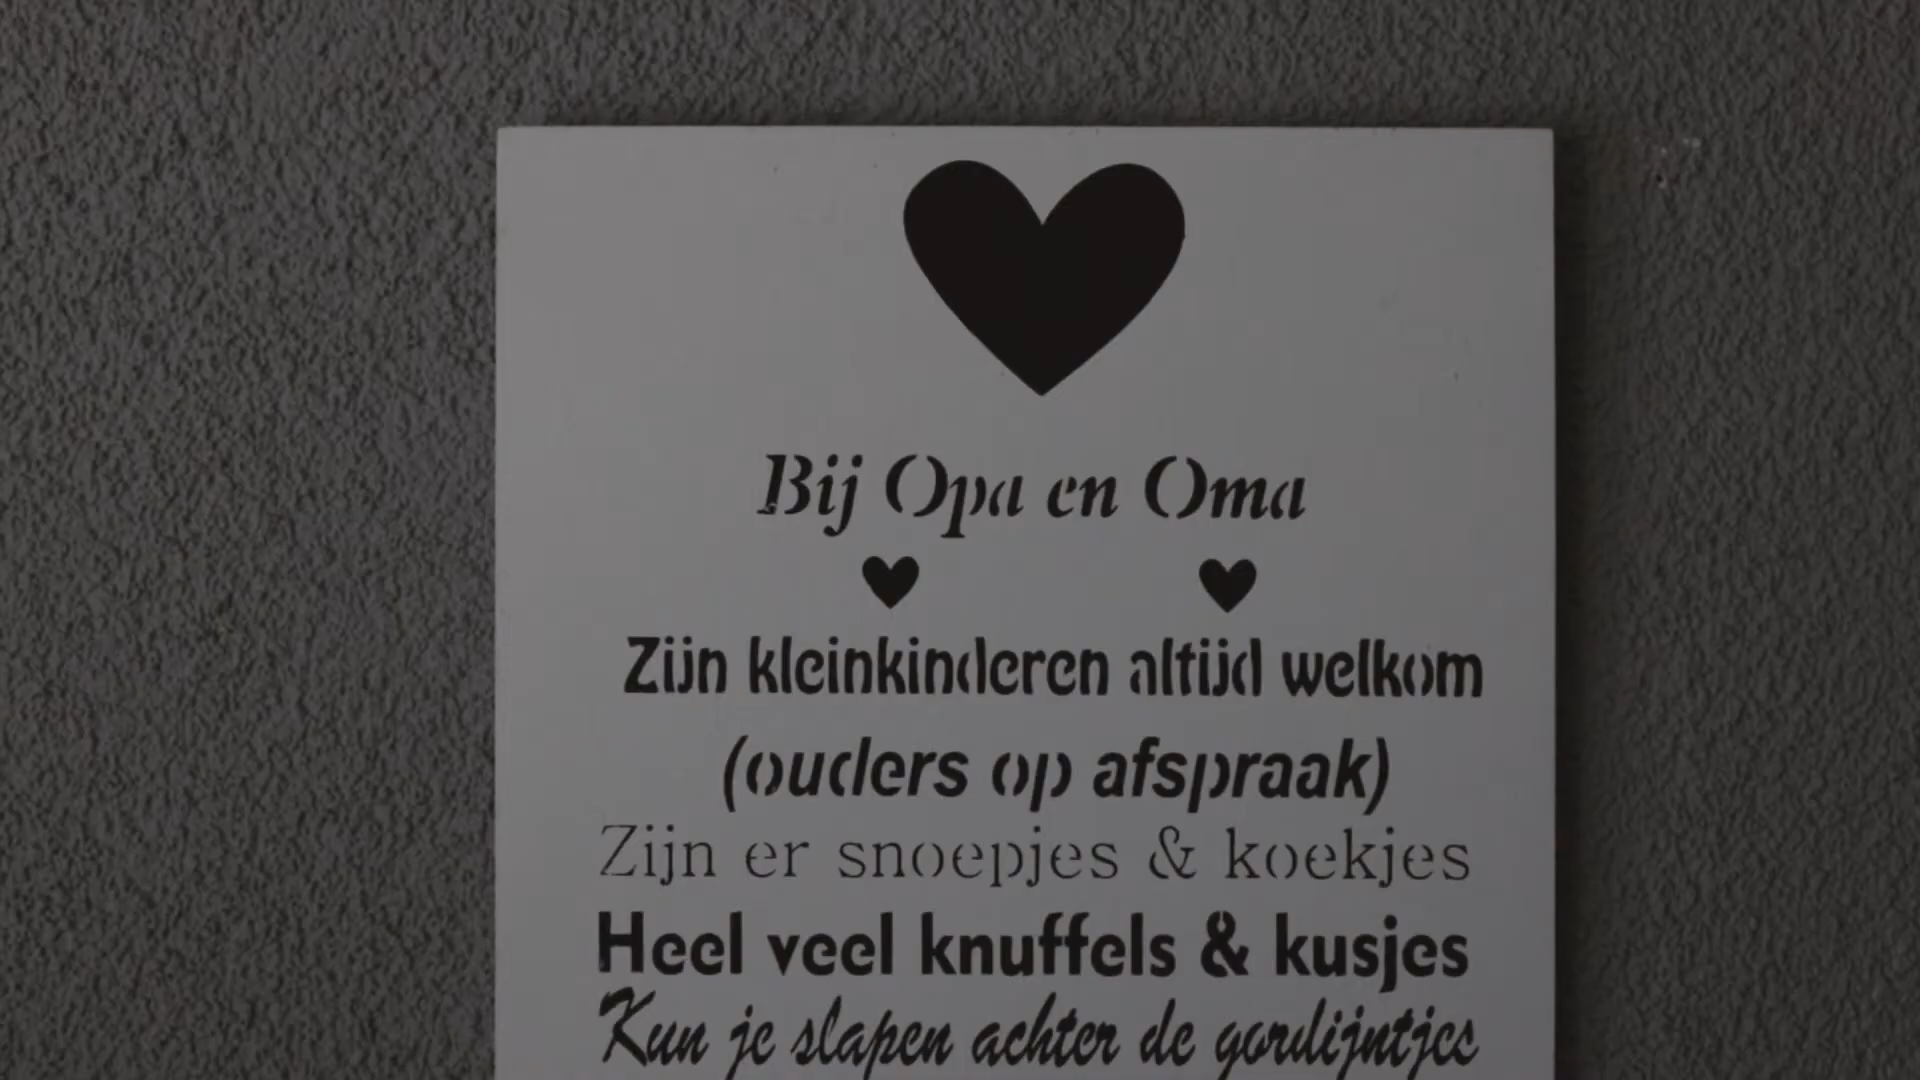 Bij Opa en Oma
Zijn kleinkinderen altijd welkom
(ouders op afspraak)
Zijn er snoepjes & koekjes
Heel veel knuffels & kusjes
Kun je slapen achter de gordijntjes